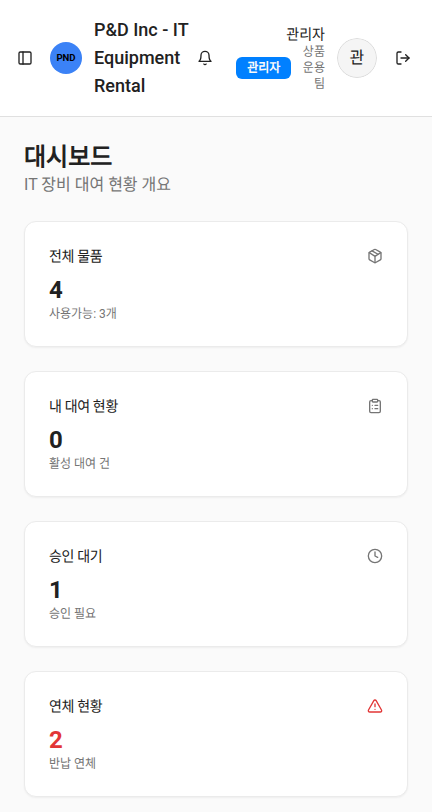 PND
P&D Inc - IT
Equipment
Rental
관리자
관리자
상품
운용
팀
관
대시보드
IT 장비 대여 현황 개요
전체 물품
4
사용가능: 3개
내 대여 현황
0
활성 대여 건
승인 대기
1
승인 필요
연체 현황
2
반납 연체